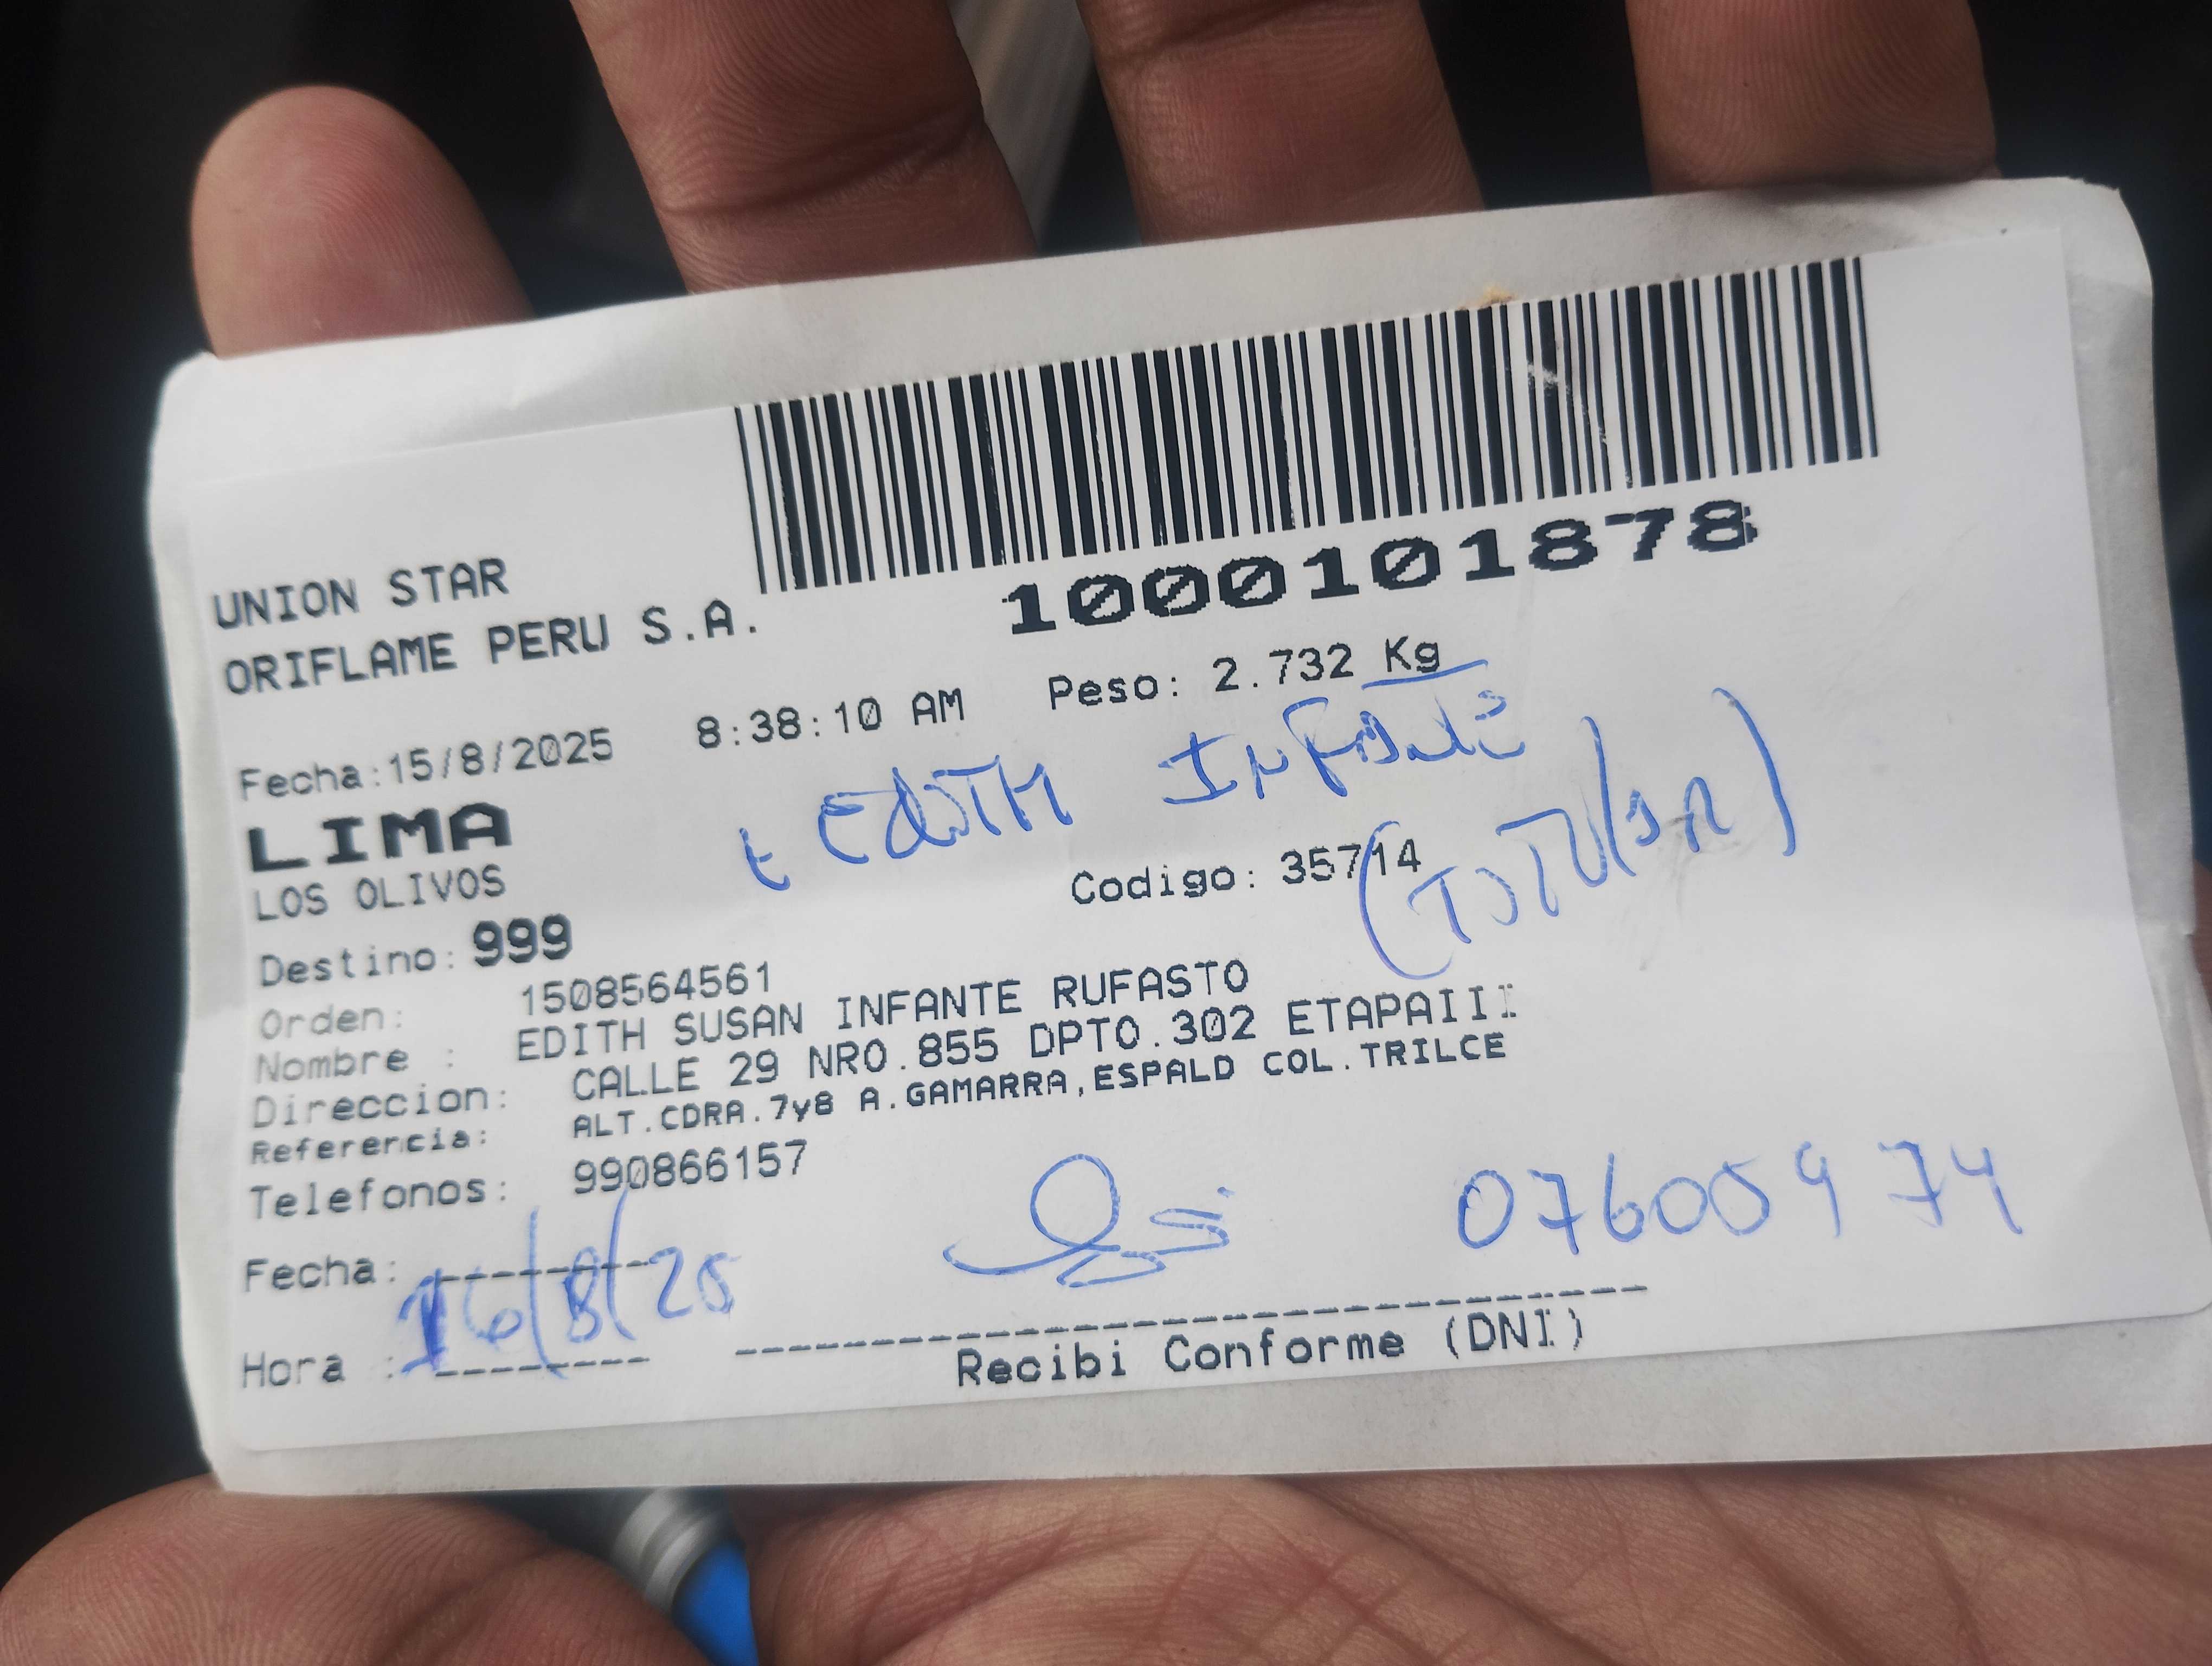 1000101878
UNION STAR
ORIFLAME PERU S.A.
Fecha:15/8/2025 8:38:10 AM Peso: 2.732 Kg
EDITH INFANTE
LIMA
LOS OLIVOS
Codigo: 35714
(TITULAR)
Destino: 999
Orden: 1508564561
Nombre : EDITH SUSAN INFANTE RUFASTO
Direccion: CALLE 29 NRO.855 DPTO.302 ETAPAIII
Referencia: ALT.CDRA.7y8 A.GAMARRA,ESPALD COL.TRILCE
Telefonos: 990866157
Fecha: 16/8/25
Hora :
Recibi Conforme (DNI)